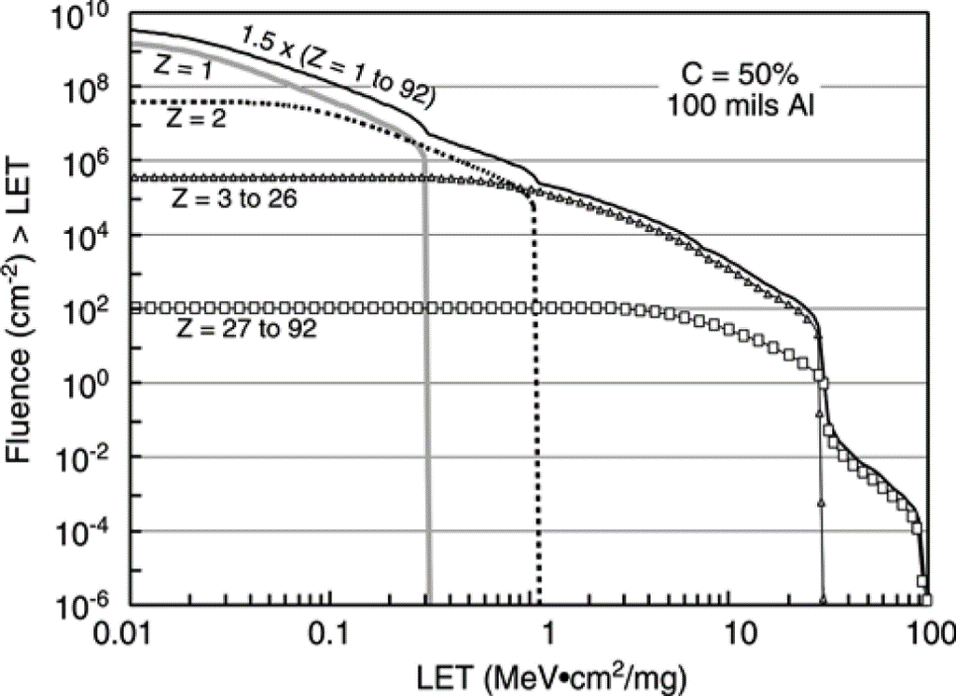 10^10
10^8
10^6
10^4
10^2
10^0
10^-2
10^-4
10^-6
Fluence (cm^-2) > LET
1.5 x (Z = 1 to 92)
C = 50%
100 mils Al
Z = 1
Z = 2
Z = 3 to 26
Z = 27 to 92
0.01 0.1 1 10 100
LET (MeV•cm^2/mg)